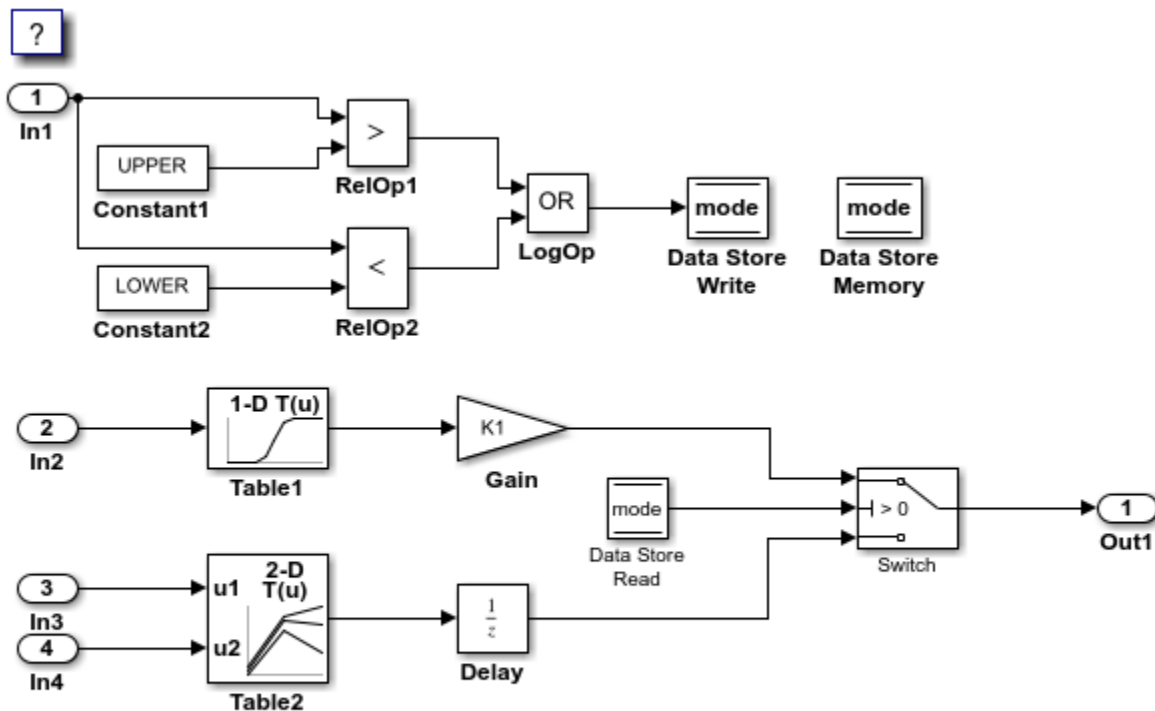 ?
1
In1
UPPER
Constant1
>
RelOp1
LOWER
Constant2
<
RelOp2
OR
LogOp
mode
Data Store
Write
mode
Data Store
Memory
2
In2
1-D T(u)
Table1
K1
Gain
mode
Data Store
Read
> 0
Switch
1
Out1
3
In3
4
In4
u1
u2
2-D
T(u)
Table2
1
z
Delay